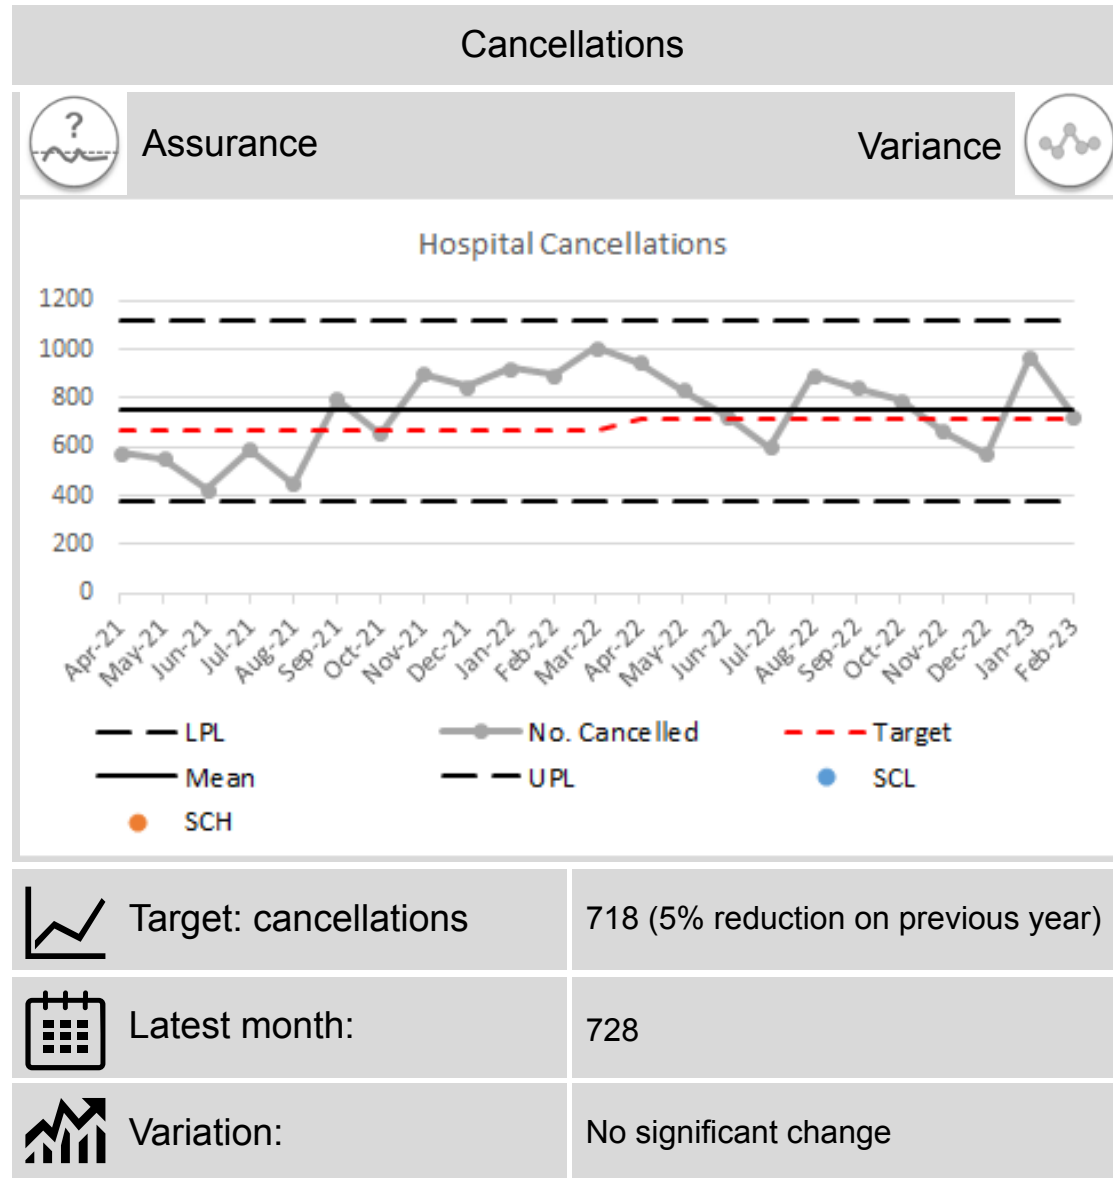 Cancellations
?
Assurance
Variance
Hospital Cancellations
1200
1000
800
600
400
200
0
Apr-21 May-21 Jun-21 Jul-21 Aug-21 Sep-21 Oct-21 Nov-21 Dec-21 Jan-22 Feb-22 Mar-22 Apr-22 May-22 Jun-22 Jul-22 Aug-22 Sep-22 Oct-22 Nov-22 Dec-22 Jan-23 Feb-23
LPL No. Cancelled Target
Mean UPL SCL
SCH
Target: cancellations 718 (5% reduction on previous year)
Latest month: 728
Variation: No significant change